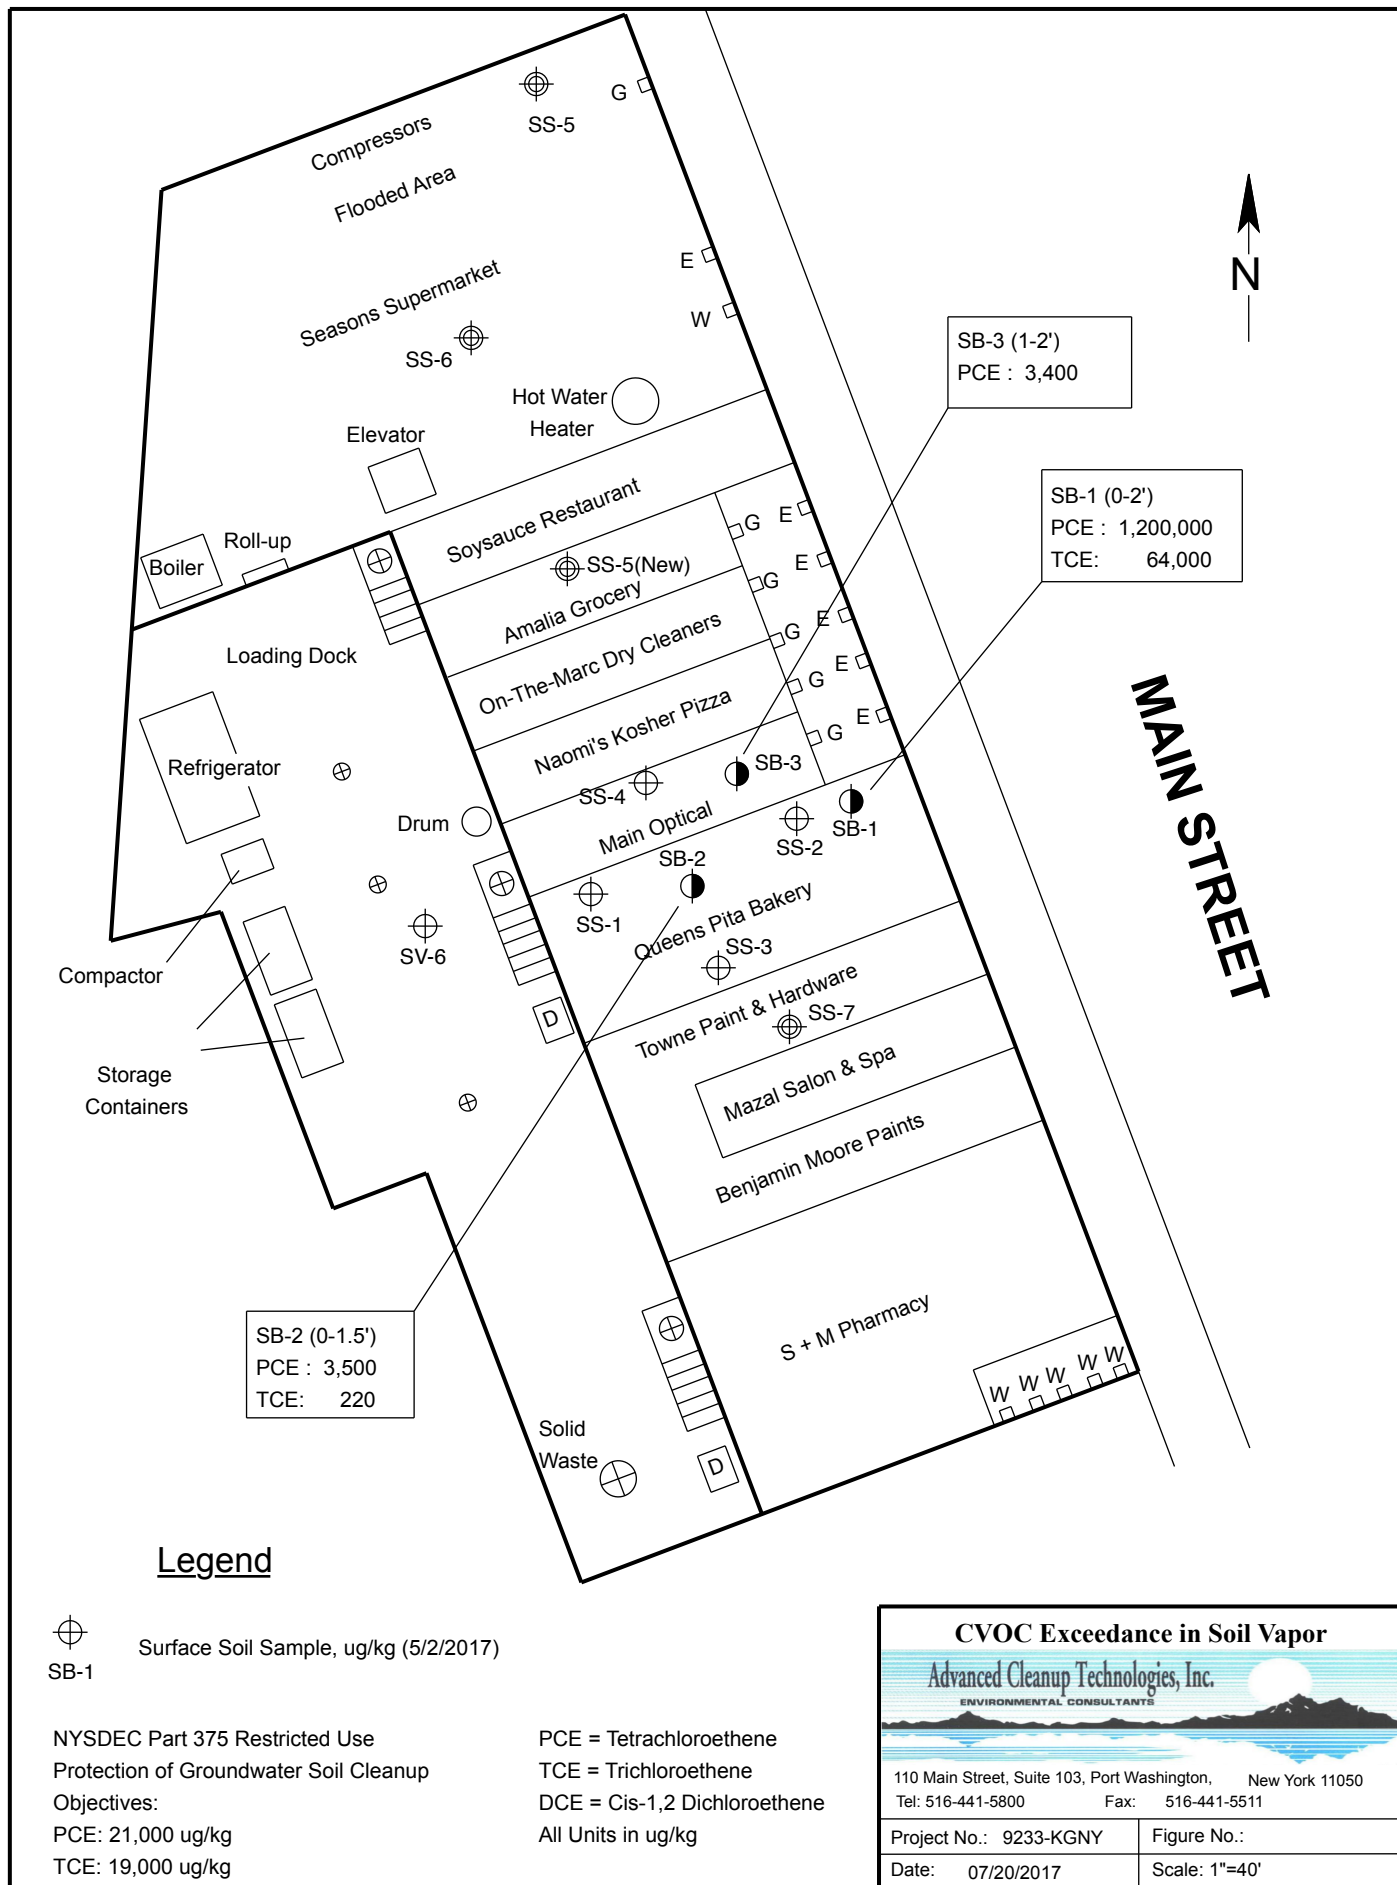 G
SS-5
Compressors
Flooded Area
E
Seasons Supermarket
W
SS-6
N
SB-3 (1-2')
PCE : 3,400
Hot Water
Heater
Elevator
SB-1 (0-2')
PCE : 1,200,000
TCE: 64,000
Soysauce Restaurant
G
E
Roll-up
Boiler
SS-5(New)
E
G
Amalia Grocery
E
G
Loading Dock
On-The-Marc Dry Cleaners
E
G
MAIN STREET
Naomi's Kosher Pizza
E
G
Refrigerator
SB-3
SS-4
Drum
Main Optical
SS-2
SB-1
SB-2
SS-1
Queens Pita Bakery
SV-6
SS-3
Compactor
Towne Paint & Hardware
SS-7
D
Storage
Containers
Mazal Salon & Spa
Benjamin Moore Paints
SB-2 (0-1.5')
PCE : 3,500
TCE: 220
S + M Pharmacy
W W W W W
Solid
Waste
D
Legend
SB-1
Surface Soil Sample, ug/kg (5/2/2017)
NYSDEC Part 375 Restricted Use
Protection of Groundwater Soil Cleanup
Objectives:
PCE: 21,000 ug/kg
TCE: 19,000 ug/kg
PCE = Tetrachloroethene
TCE = Trichloroethene
DCE = Cis-1,2 Dichloroethene
All Units in ug/kg
CVOC Exceedance in Soil Vapor
Advanced Cleanup Technologies, Inc.
ENVIRONMENTAL CONSULTANTS
110 Main Street, Suite 103, Port Washington, New York 11050
Tel: 516-441-5800 Fax: 516-441-5511
Project No.: 9233-KGNY
Figure No.:
Date: 07/20/2017
Scale: 1"=40'